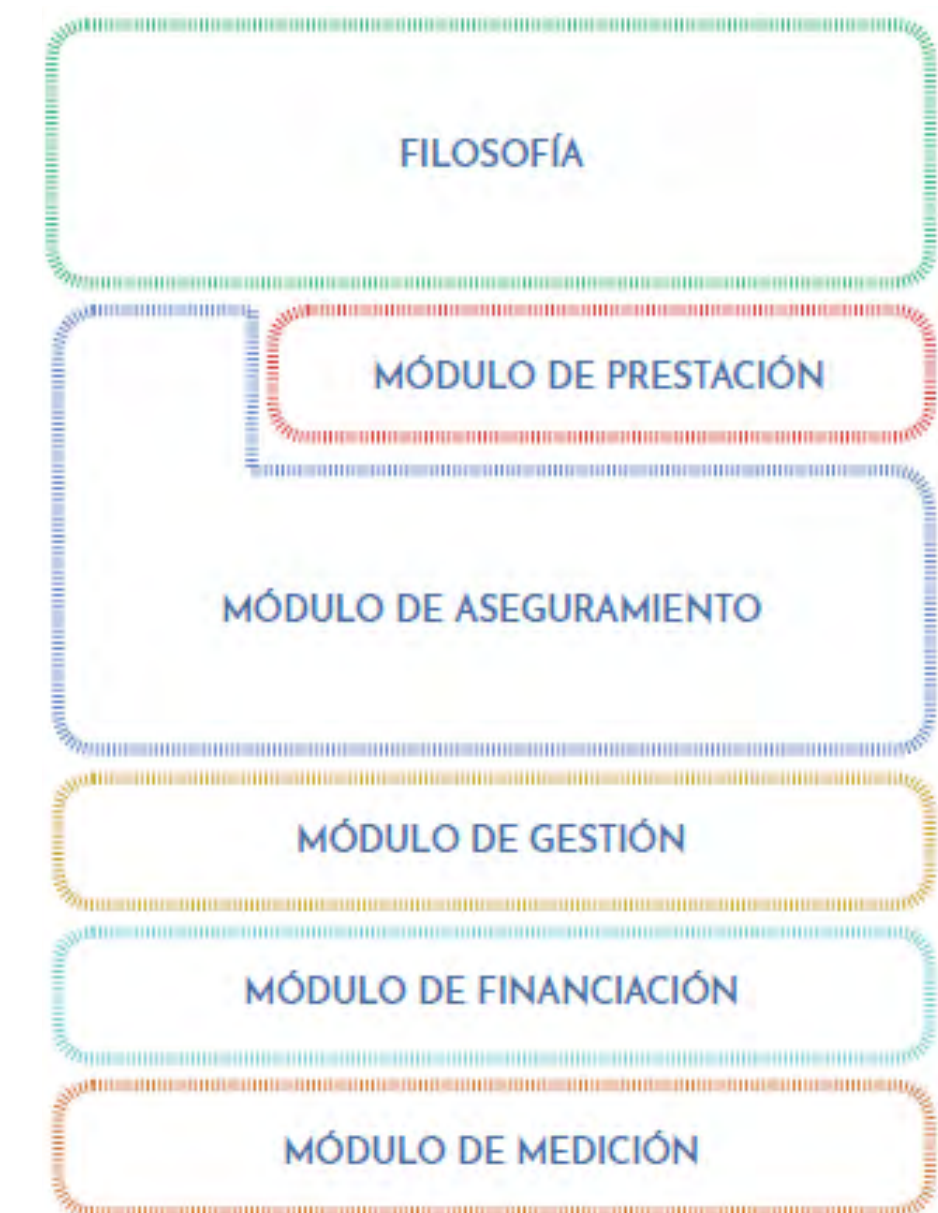 FILOSOFÍA
MÓDULO DE PRESTACIÓN
MÓDULO DE ASEGURAMIENTO
MÓDULO DE GESTIÓN
MÓDULO DE FINANCIACIÓN
MÓDULO DE MEDICIÓN